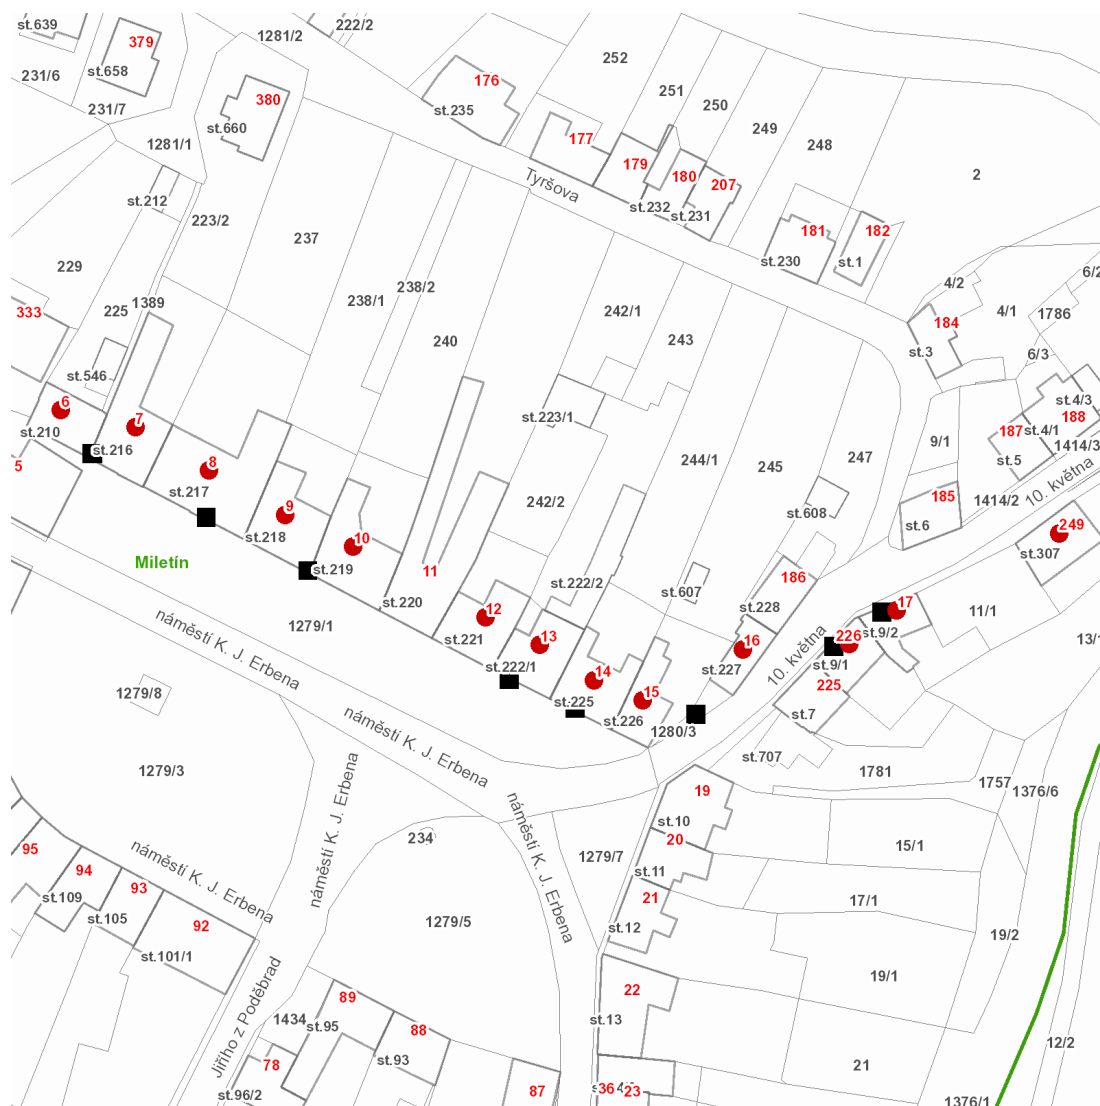 st.639
379
1281/2
222/2
231/6
st.658
252
176
251
250
380
231/7
st.235
249
248
st.660
1281/1
177
179
180
207
2
Tyršova
st.212
st.232
st.231
223/2
181
182
237
229
st.230
st.1
6/2
4/2
238/2
238/1
1389
225
333
242/1
4/1
1786
184
240
243
st.3
6/3
st.546
6
7
st.4/3
st.223/1
188
187
st.4/1
st.210
st.216
9/1
1414/3
5
8
244/1
245
247
st.5
st.217
10. května
185
1414/2
9
242/2
st.608
249
st.6
st.218
10
Miletín
st.307
st.219
11
st.222/2
186
st.607
st.220
st.228
17
11/1
12
náměstí K. J. Erbena
1279/1
st.221
13
16
10. května
226
st.9/2
13/1
st.222/1
st.227
st.9/1
14
225
1279/8
15
st.225
st.226
st.7
náměstí K. J. Erbena
1280/3
st.707
1279/3
1781
1757
1376/6
19
náměstí K. J. Erbena
náměstí K. J. Erbena
st.10
234
20
15/1
95
náměstí K. J. Erbena
1279/7
94
st.11
93
21
st.109
17/1
st.105
92
1279/5
st.12
19/2
st.101/1
19/1
22
89
Jiřího z Poděbrad
1434
st.95
88
st.13
12/2
st.93
78
21
st.96/2
87
36
23
1376/1